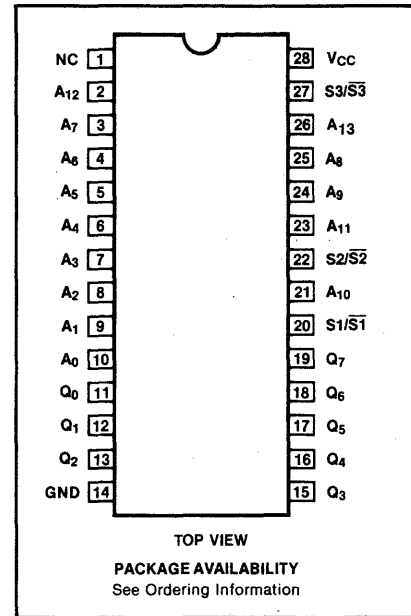 NC 1 28 VCC
A12 2 27 S3/S̅3̅
A7 3 26 A13
A6 4 25 A8
A5 5 24 A9
A4 6 23 A11
A3 7 22 S2/S̅2̅
A2 8 21 A10
A1 9 20 S1/S̅1̅
A0 10 19 Q7
Q0 11 18 Q6
Q1 12 17 Q5
Q2 13 16 Q4
GND 14 15 Q3
TOP VIEW
PACKAGE AVAILABILITY
See Ordering Information